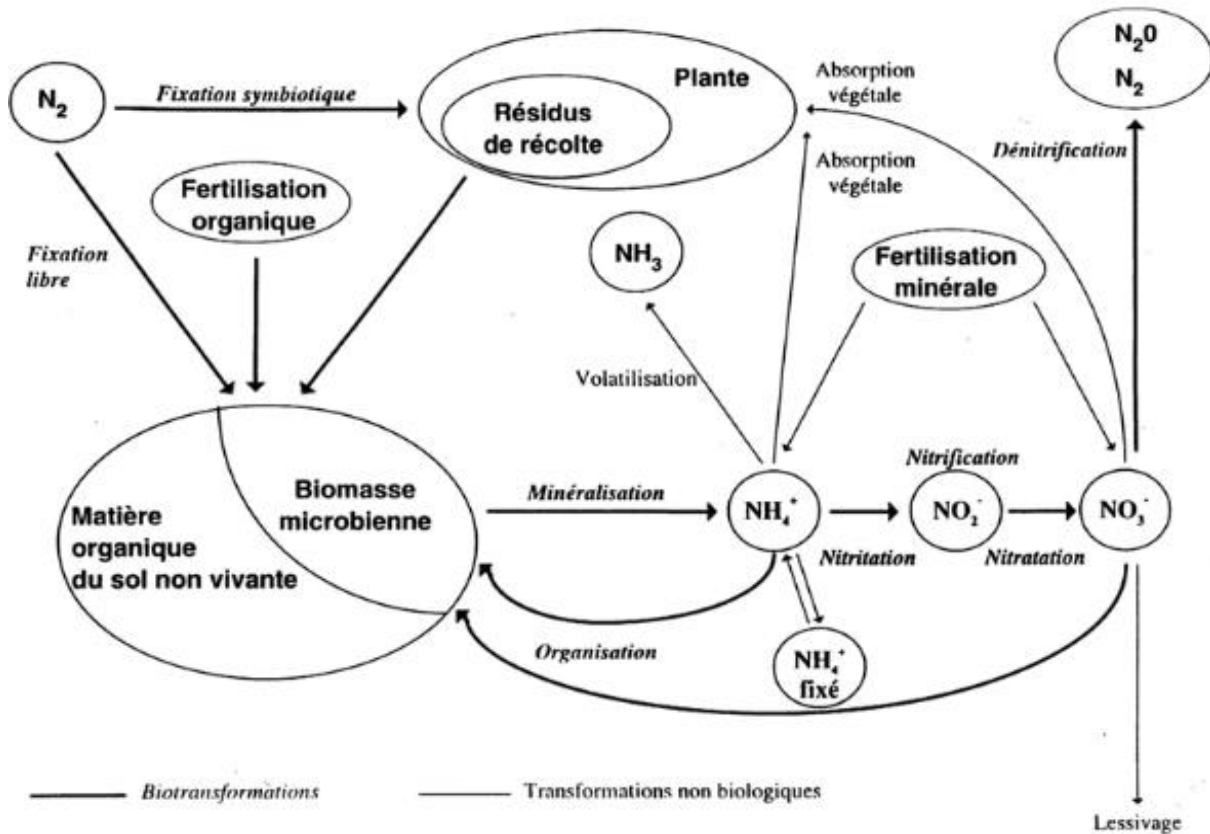 N2
Fixation symbiotique
Plante
Résidus
de récolte
Absorption
végétale
N20
N2
Fertilisation
organique
Absorption
végétale
Dénitrification
Fixation
libre
NH3
Fertilisation
minérale
Volatilisation
Matière
organique
du sol non vivante
Biomasse
microbienne
Minéralisation
NH4+
Nitrification
NO2-
NO3-
Nitritation
Nitratation
Organisation
NH4+
fixé
Biotransformations
Transformations non biologiques
Lessivage